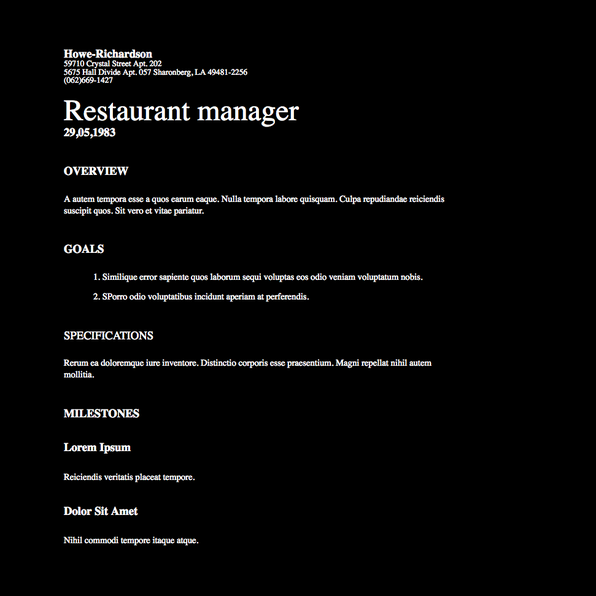 Howe-Richardson
59710 Crystal Street Apt. 202
5675 Hall Divide Apt. 057 Sharonberg, LA 49481-2256
(062)669-1427
Restaurant manager
29,05,1983
OVERVIEW
A autem tempora esse a quos earum eaque. Nulla tempora labore quisquam. Culpa repudiandae reiciendis
suscipit quos. Sit vero et vitae pariatur.
GOALS
1. Similique error sapiente quos laborum sequi voluptas eos odio veniam voluptatum nobis.
2. SPorro odio voluptatibus incidunt aperiam at perferendis.
SPECIFICATIONS
Rerum ea doloremque iure inventore. Distinctio corporis esse praesentium. Magni repellat nihil autem
mollitia.
MILESTONES
Lorem Ipsum
Reiciendis veritatis placeat tempore.
Dolor Sit Amet
Nihil commodi tempore itaque atque.